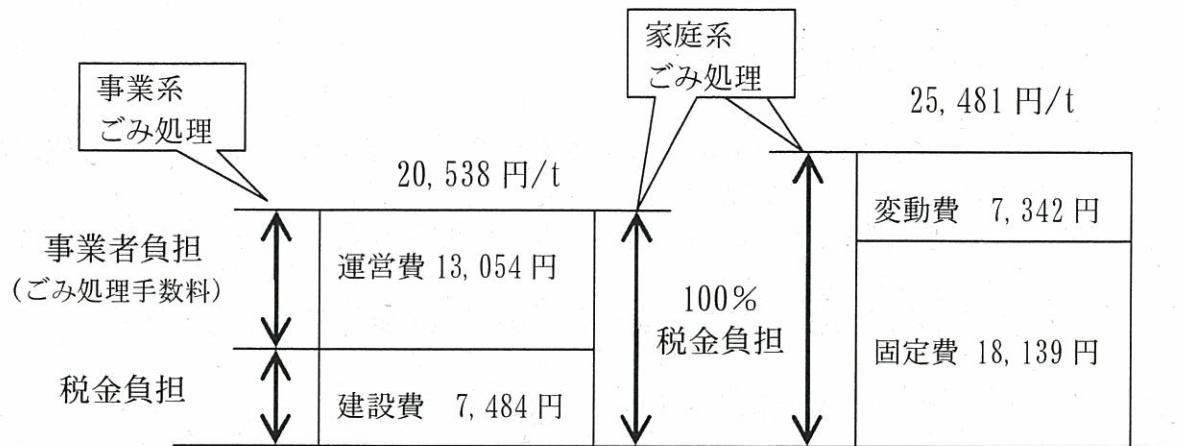 家庭系
ごみ処理
事業系
ごみ処理
25,481 円/t
20,538 円/t
変動費 7,342 円
事業者負担
(ごみ処理手数料)
運営費 13,054 円
100%
税金負担
固定費 18,139 円
税金負担
建設費 7,484 円